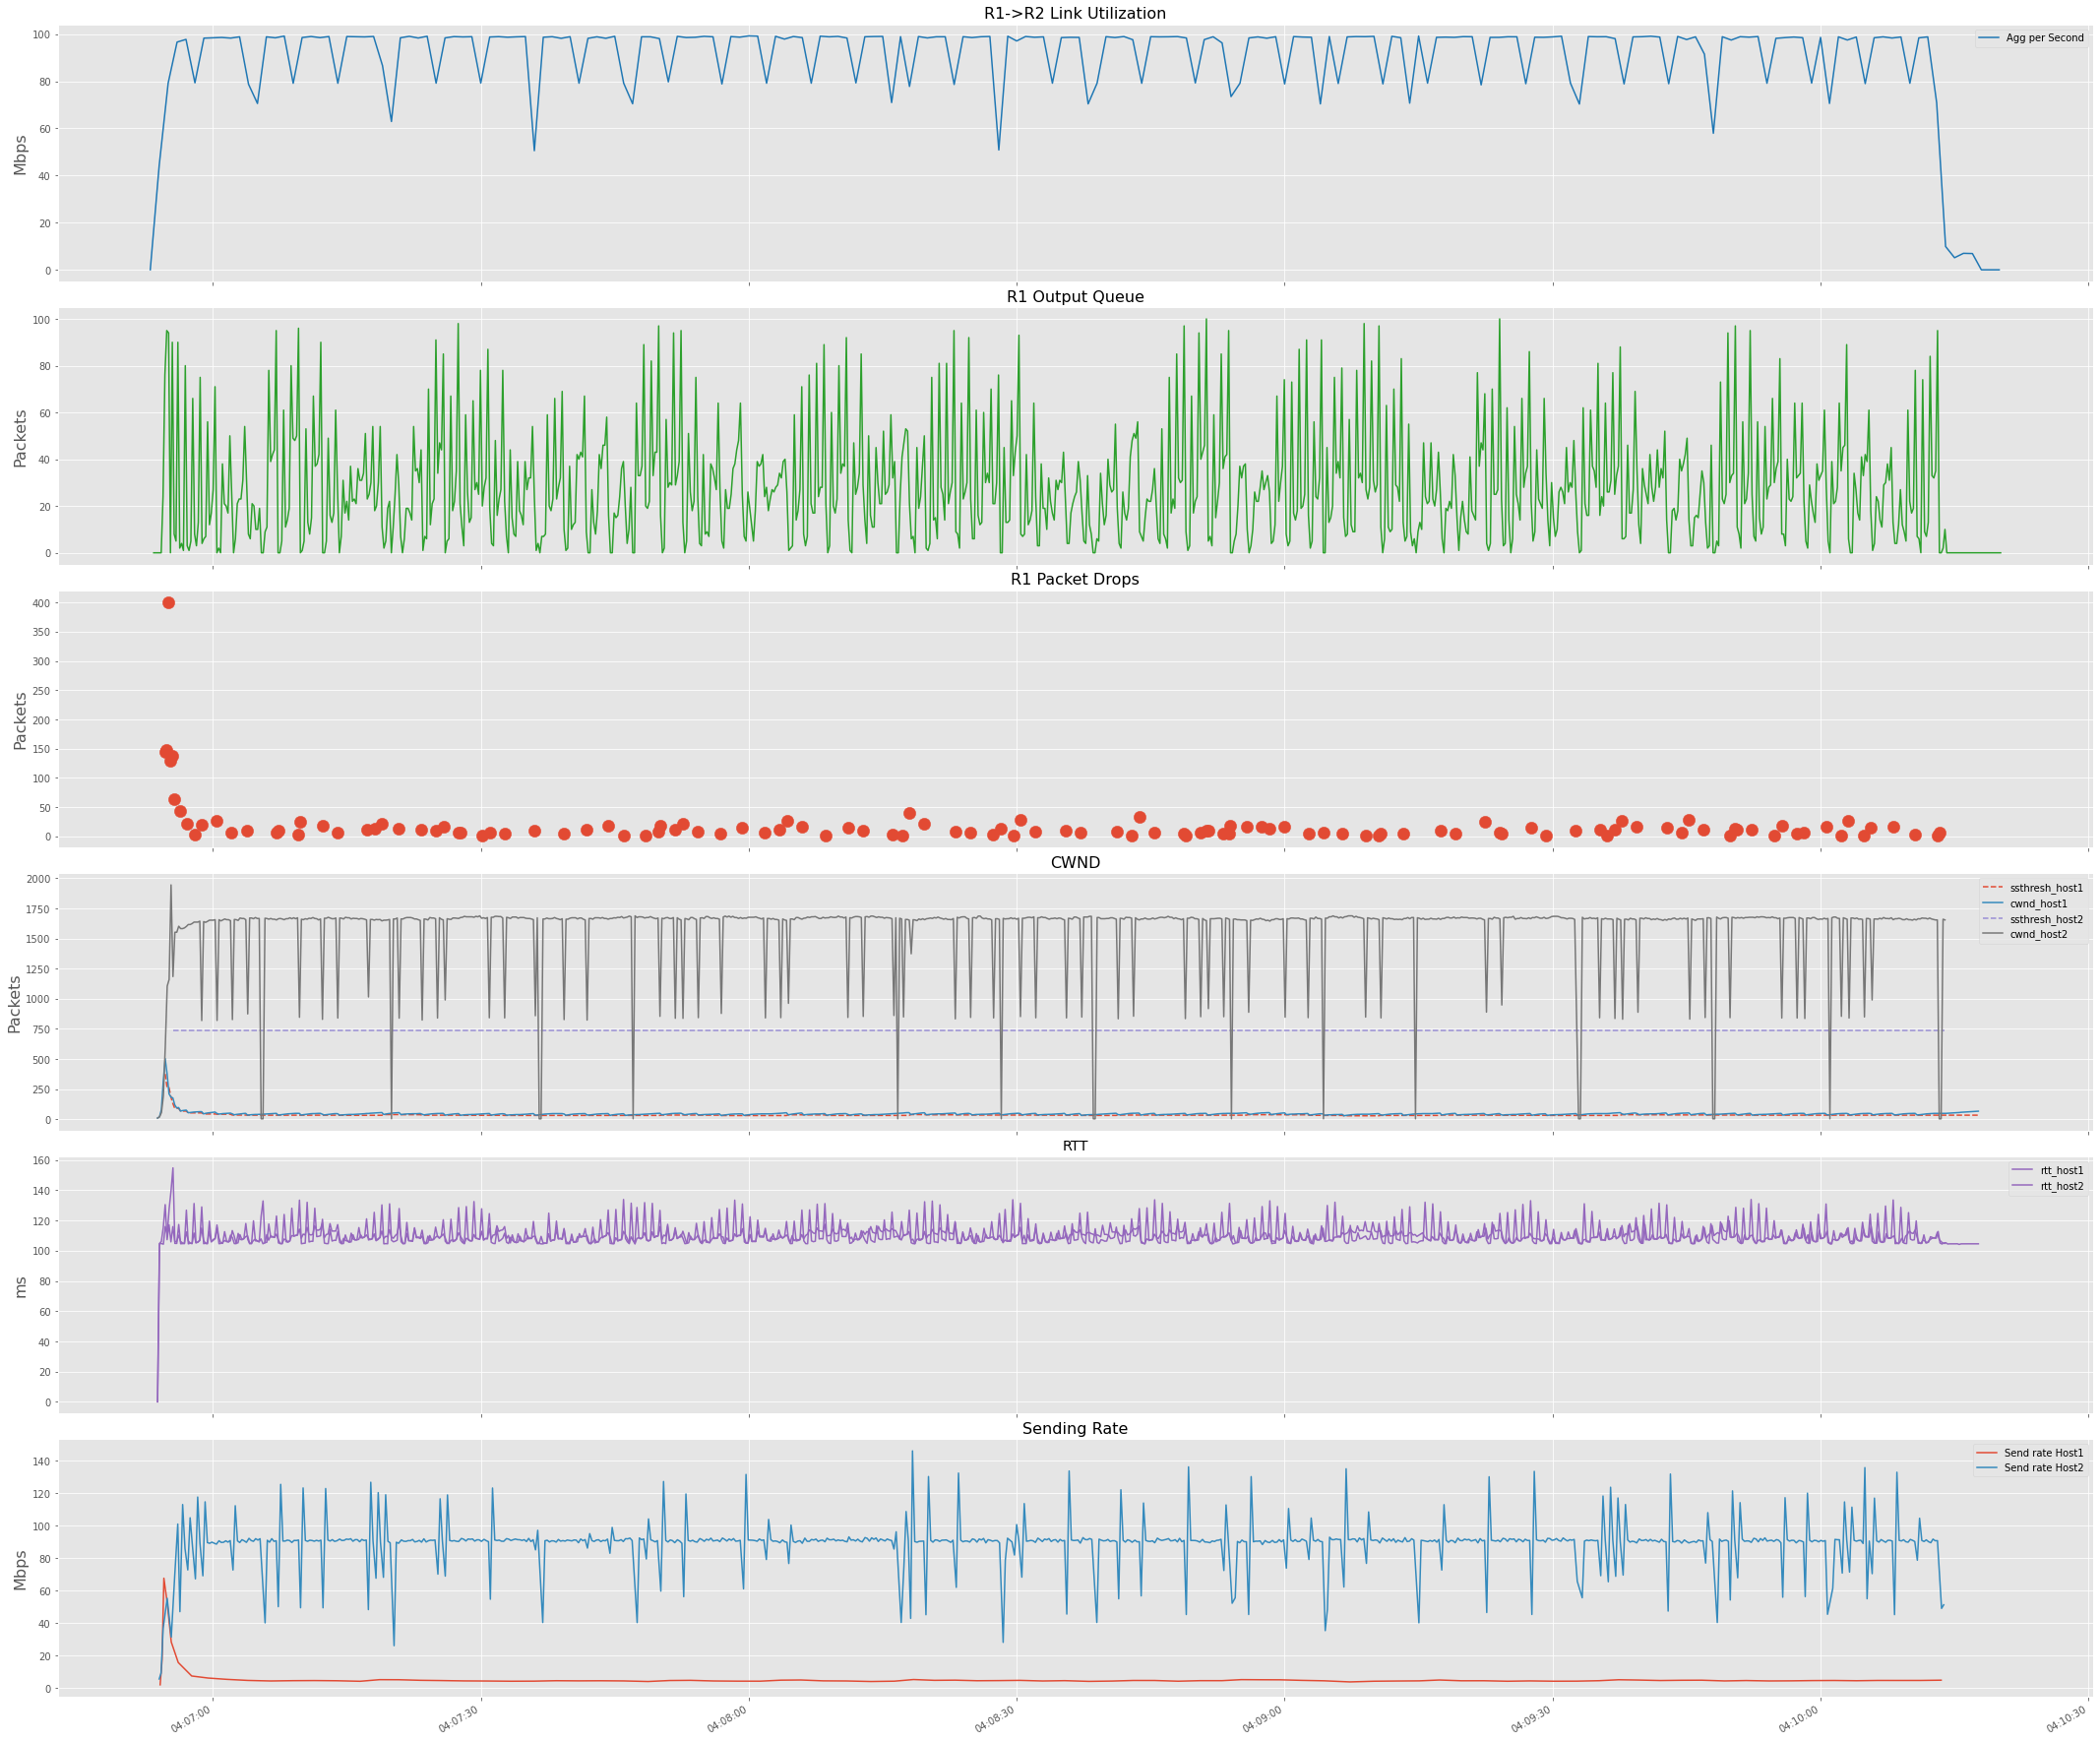 R1->R2 Link Utilization
Mbps
100
80
60
40
20
0
Agg per Second
R1 Output Queue
Packets
100
80
60
40
20
0
R1 Packet Drops
Packets
400
350
300
250
200
150
100
50
0
CWND
Packets
2000
1750
1500
1250
1000
750
500
250
0
ssthresh_host1
cwnd_host1
ssthresh_host2
cwnd_host2
RTT
ms
160
140
120
100
80
60
40
20
0
rtt_host1
rtt_host2
Sending Rate
Mbps
140
120
100
80
60
40
20
0
Send rate Host1
Send rate Host2
04:07:00
04:07:30
04:08:00
04:08:30
04:09:00
04:09:30
04:10:00
04:10:30